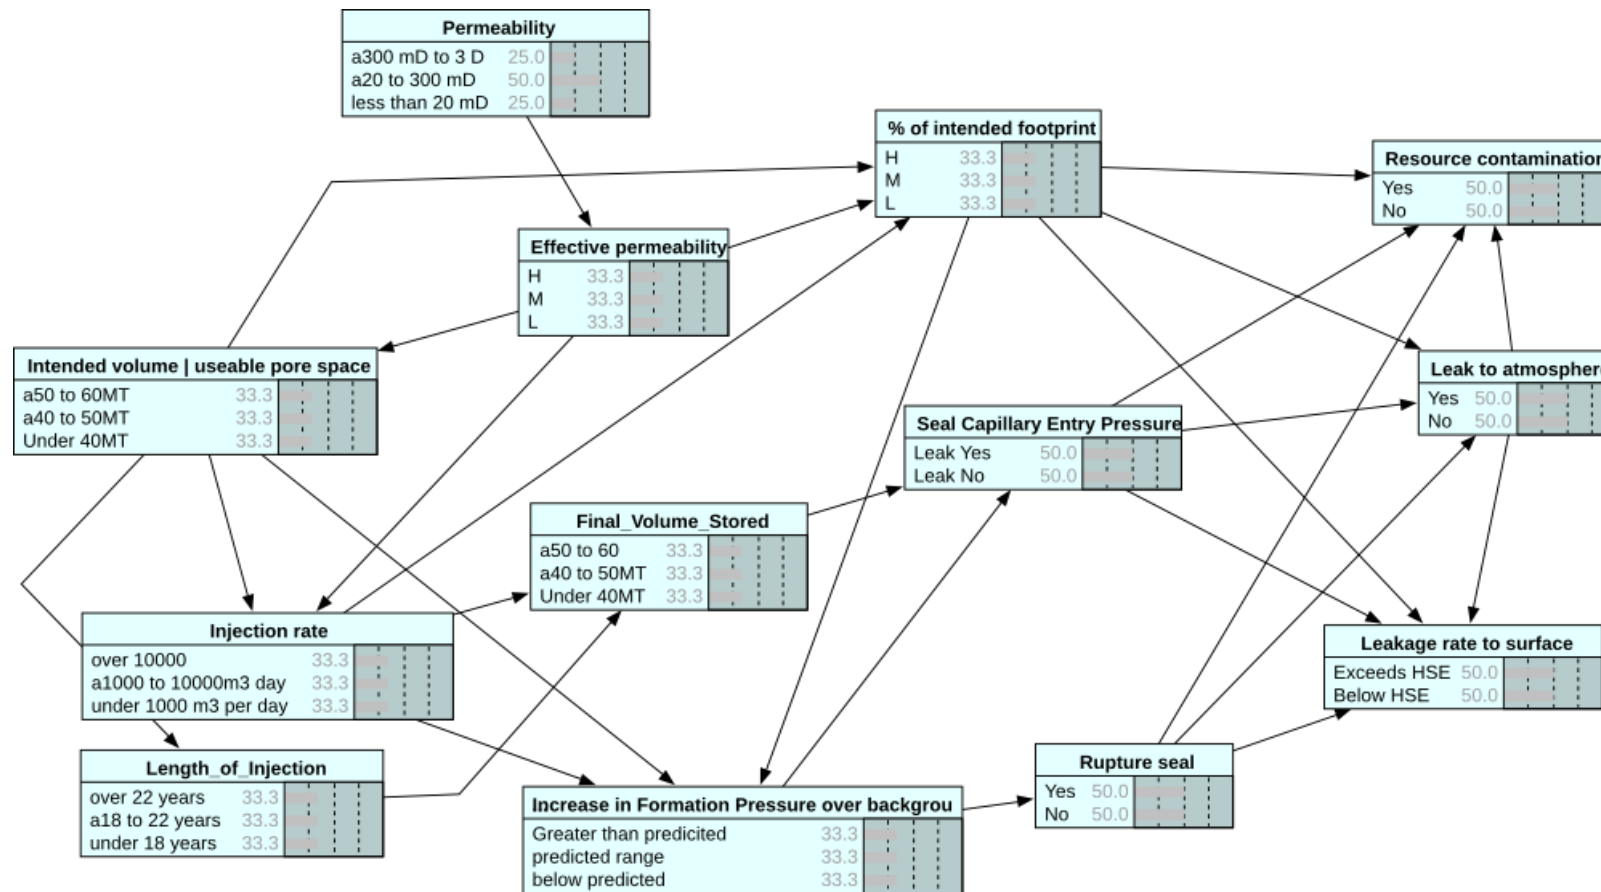 Permeability
a300 mD to 3 D 25.0
a20 to 300 mD 50.0
less than 20 mD 25.0
% of intended footprint
H 33.3
M 33.3
L 33.3
Resource contamination
Yes 50.0
No 50.0
Effective permeability
H 33.3
M 33.3
L 33.3
Intended volume | useable pore space
a50 to 60MT 33.3
a40 to 50MT 33.3
Under 40MT 33.3
Leak to atmosphere
Yes 50.0
No 50.0
Seal Capillary Entry Pressure
Leak Yes 50.0
Leak No 50.0
Final_Volume_Stored
a50 to 60 33.3
a40 to 50MT 33.3
Under 40MT 33.3
Injection rate
over 10000 33.3
a1000 to 10000m3 day 33.3
under 1000 m3 per day 33.3
Leakage rate to surface
Exceeds HSE 50.0
Below HSE 50.0
Length_of_Injection
over 22 years 33.3
a18 to 22 years 33.3
under 18 years 33.3
Increase in Formation Pressure over backgrou
Greater than predicited 33.3
predicted range 33.3
below predicted 33.3
Rupture seal
Yes 50.0
No 50.0